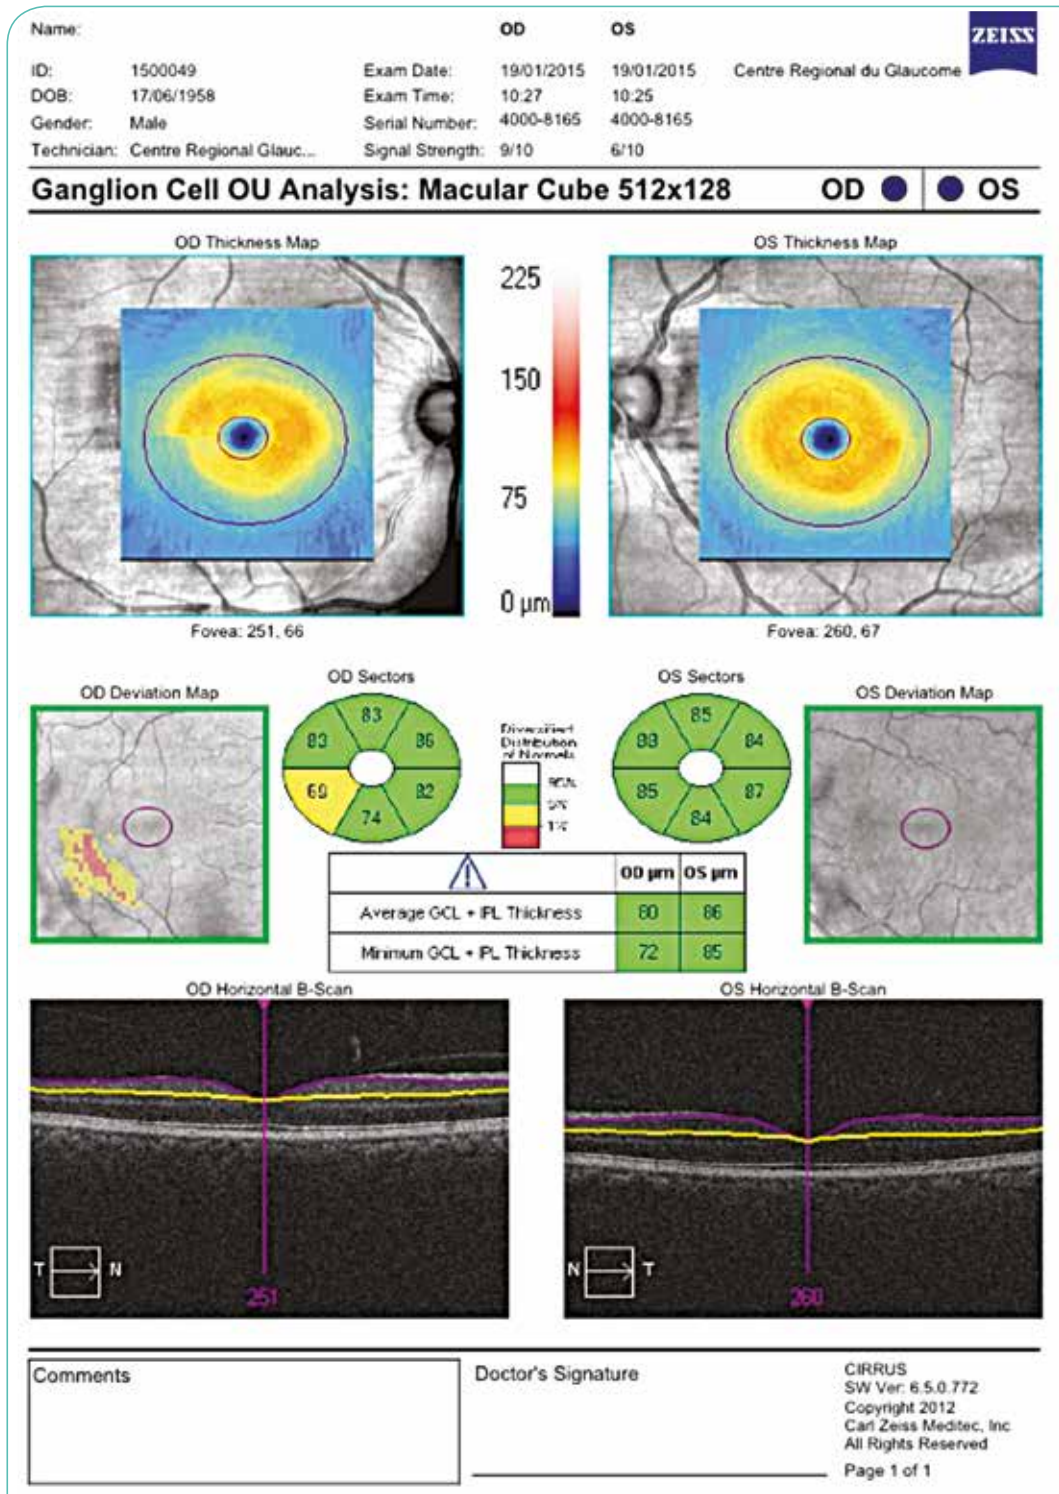 Name: OD OS
ZEISS
ID: 1500049 Exam Date: 19/01/2015 19/01/2015 Centre Regional du Glaucome
DOB: 17/06/1958 Exam Time: 10:27 10:25
Gender: Male Serial Number: 4000-8165 4000-8165
Technician: Centre Regional Glauc... Signal Strength: 9/10 6/10
Ganglion Cell OU Analysis: Macular Cube 512x128 OD OS
OD Thickness Map OS Thickness Map
225
150
75
0 µm
Fovea: 251, 66 Fovea: 260, 67
OD Deviation Map OD Sectors OS Sectors OS Deviation Map
83
83 86
69 82
74
Diversified
Distribution
of Normals
95%
5%
1%
85
88 84
85 87
84
OD µm OS µm
Average GCL + IPL Thickness 80 86
Minimum GCL + IPL Thickness 72 85
OD Horizontal B-Scan OS Horizontal B-Scan
T N
251
N T
260
Comments
Doctor's Signature
CIRRUS
SW Ver: 6.5.0.772
Copyright 2012
Carl Zeiss Meditec, Inc
All Rights Reserved
Page 1 of 1